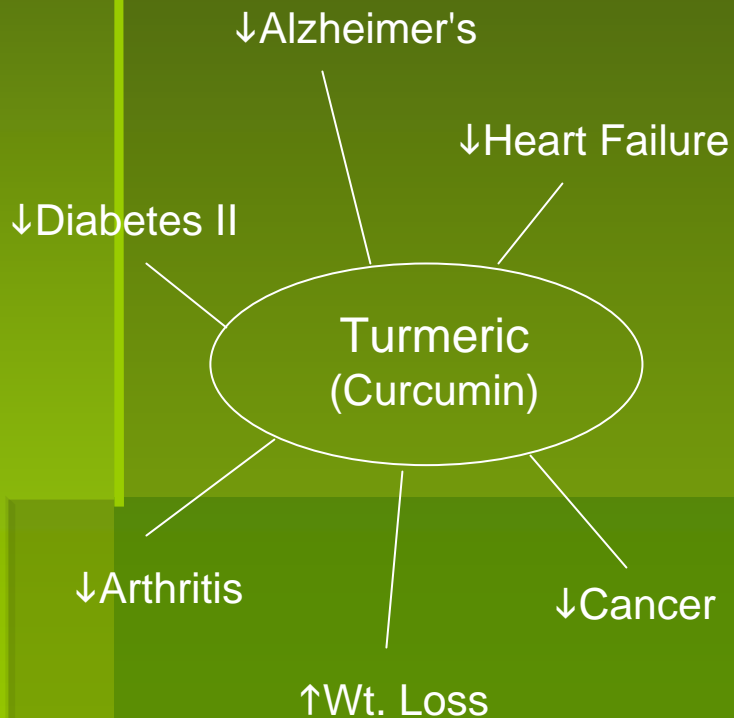 ↓Alzheimer's
↓Heart Failure
↓Diabetes II
Turmeric
(Curcumin)
↓Arthritis
↓Cancer
↑Wt. Loss